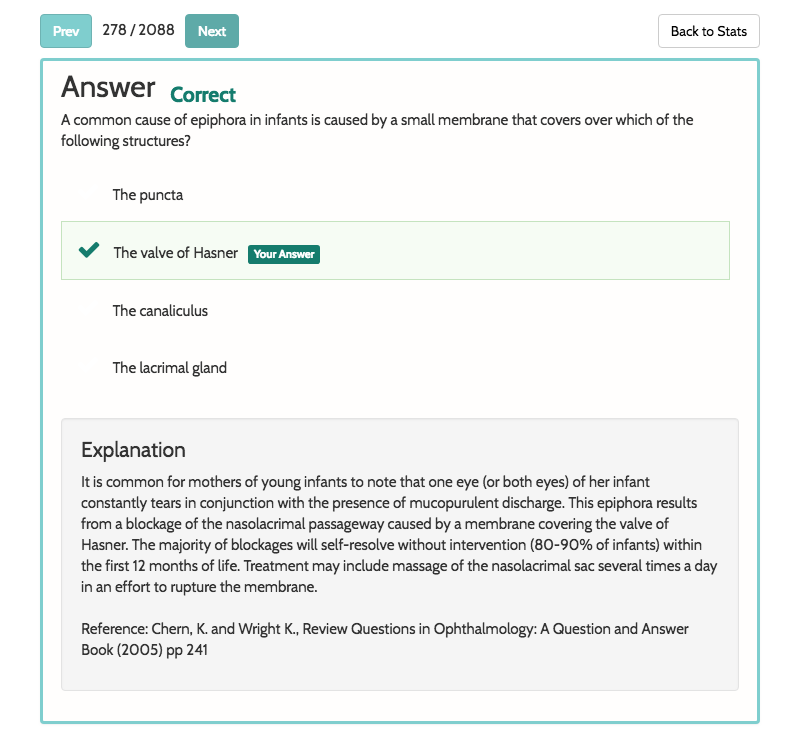 Prev 278 / 2088 Next Back to Stats
Answer Correct
A common cause of epiphora in infants is caused by a small membrane that covers over which of the
following structures?
The puncta
The valve of Hasner Your Answer
The canaliculus
The lacrimal gland
Explanation
It is common for mothers of young infants to note that one eye (or both eyes) of her infant
constantly tears in conjunction with the presence of mucopurulent discharge. This epiphora results
from a blockage of the nasolacrimal passageway caused by a membrane covering the valve of
Hasner. The majority of blockages will self-resolve without intervention (80-90% of infants) within
the first 12 months of life. Treatment may include massage of the nasolacrimal sac several times a day
in an effort to rupture the membrane.
Reference: Chern, K. and Wright K., Review Questions in Ophthalmology: A Question and Answer
Book (2005) pp 241